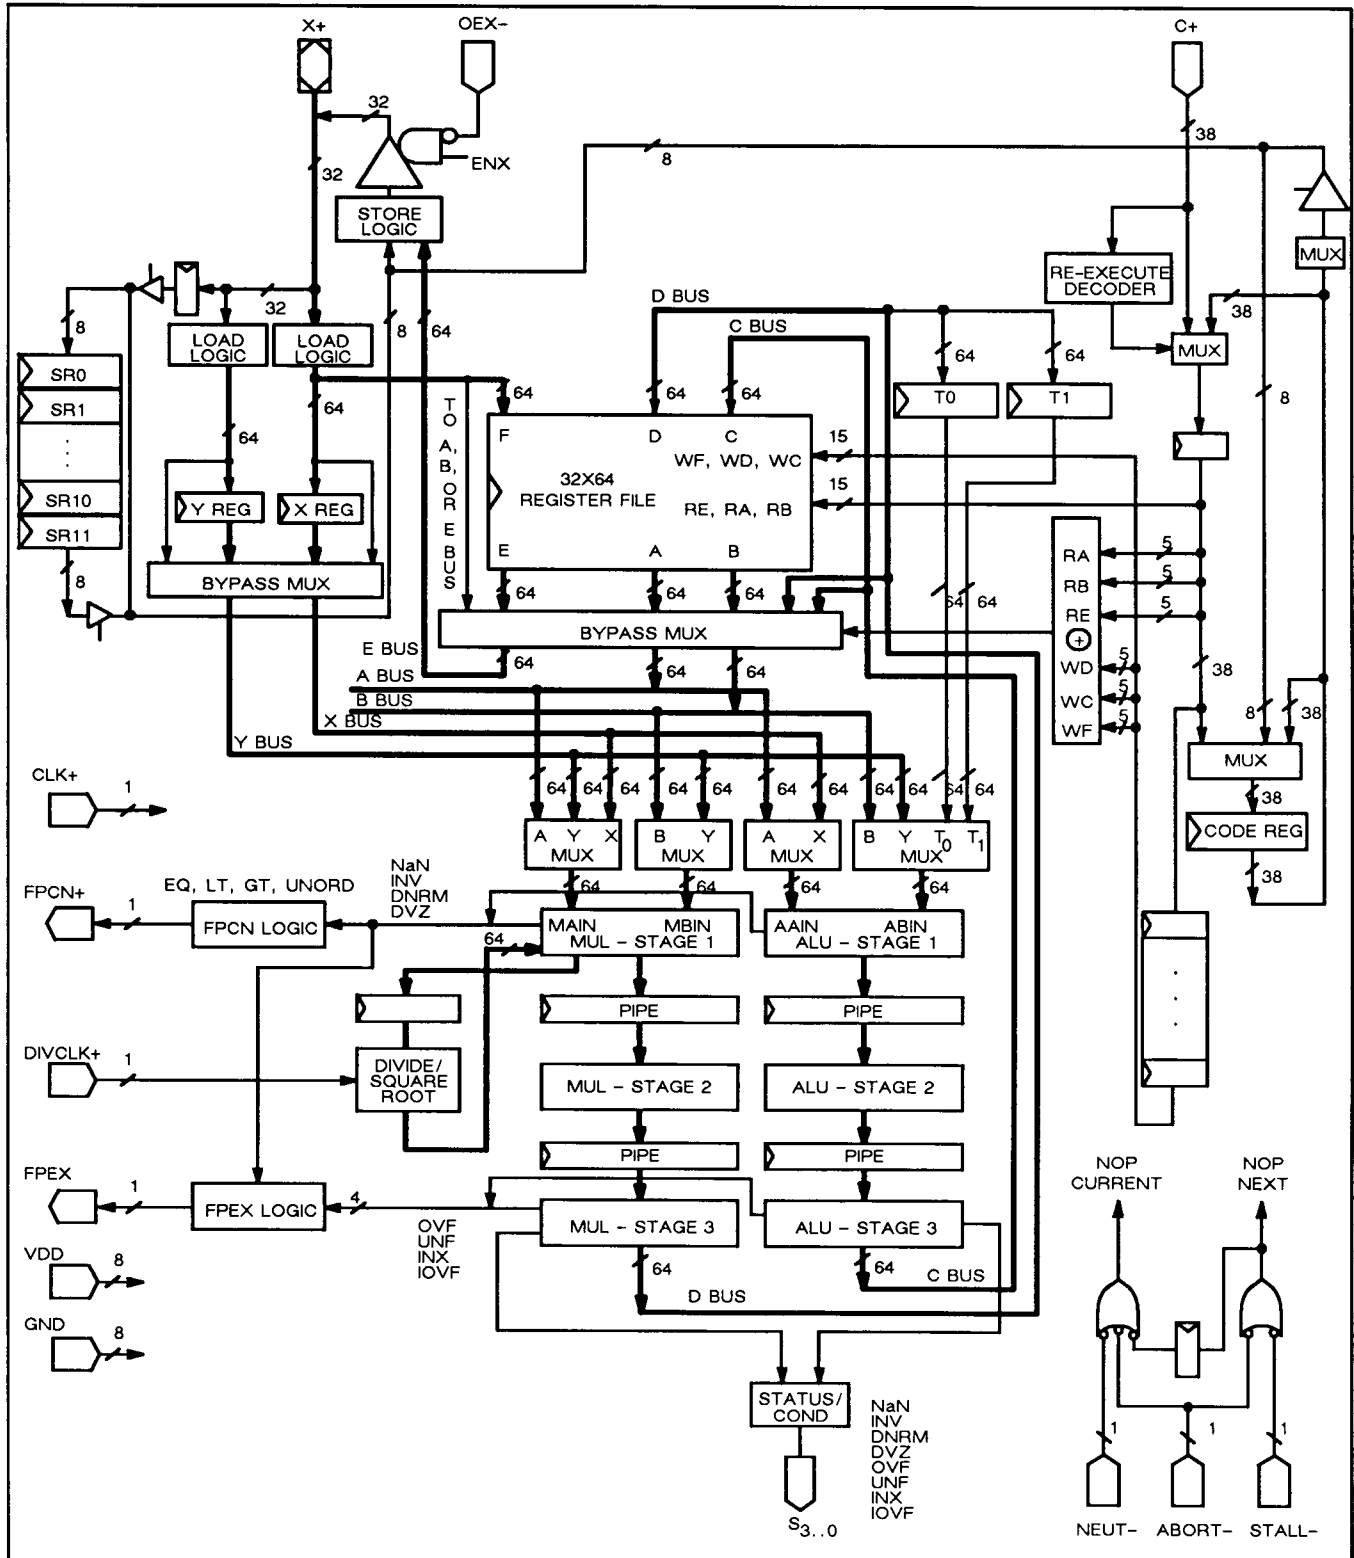 X+
OEX-
C+
32
38
32
ENX
8
STORE
LOGIC
MUX
RE-EXECUTE
DECODER
38
32
D BUS
C BUS
8
8
64
LOAD
LOGIC
LOAD
LOGIC
MUX
SR0
SR1
SR10
SR11
64
64
64
64
64
64
64
T0
T1
8
TO A, B, OR E BUS
F
D
C
15
WF, WD, WC
32X64
REGISTER FILE
15
RE, RA, RB
E
A
B
Y REG
X REG
8
BYPASS MUX
64
64
64
64
64
BYPASS MUX
RA
5
RB
5
RE
5
+
WD
5
WC
5
WF
5
38
8
38
E BUS
64
64
64
A BUS
B BUS
X BUS
Y BUS
MUX
38
CODE REG
38
CLK+
1
64
64
64
64
64
64
64
64
64
64
64
A Y X
MUX
B Y
MUX
A X
MUX
B Y T0 T1
MUX
64
64
64
64
FPCN+
1
EQ, LT, GT, UNORD
FPCN LOGIC
NaN
INV
DNRM
DVZ
64
MAIN MBIN
MUL - STAGE 1
AAIN ABIN
ALU - STAGE 1
PIPE
PIPE
DIVCLK+
1
DIVIDE/
SQUARE
ROOT
MUL - STAGE 2
ALU - STAGE 2
PIPE
PIPE
FPEX
1
FPEX LOGIC
4
OVF
UNF
INX
IOVF
MUL - STAGE 3
ALU - STAGE 3
64
64
C BUS
D BUS
VDD
8
GND
8
NOP
CURRENT
NOP
NEXT
STATUS/
COND
NaN
INV
DNRM
DVZ
OVF
UNF
INX
IOVF
S3..0
1
1
1
NEUT-
ABORT-
STALL-